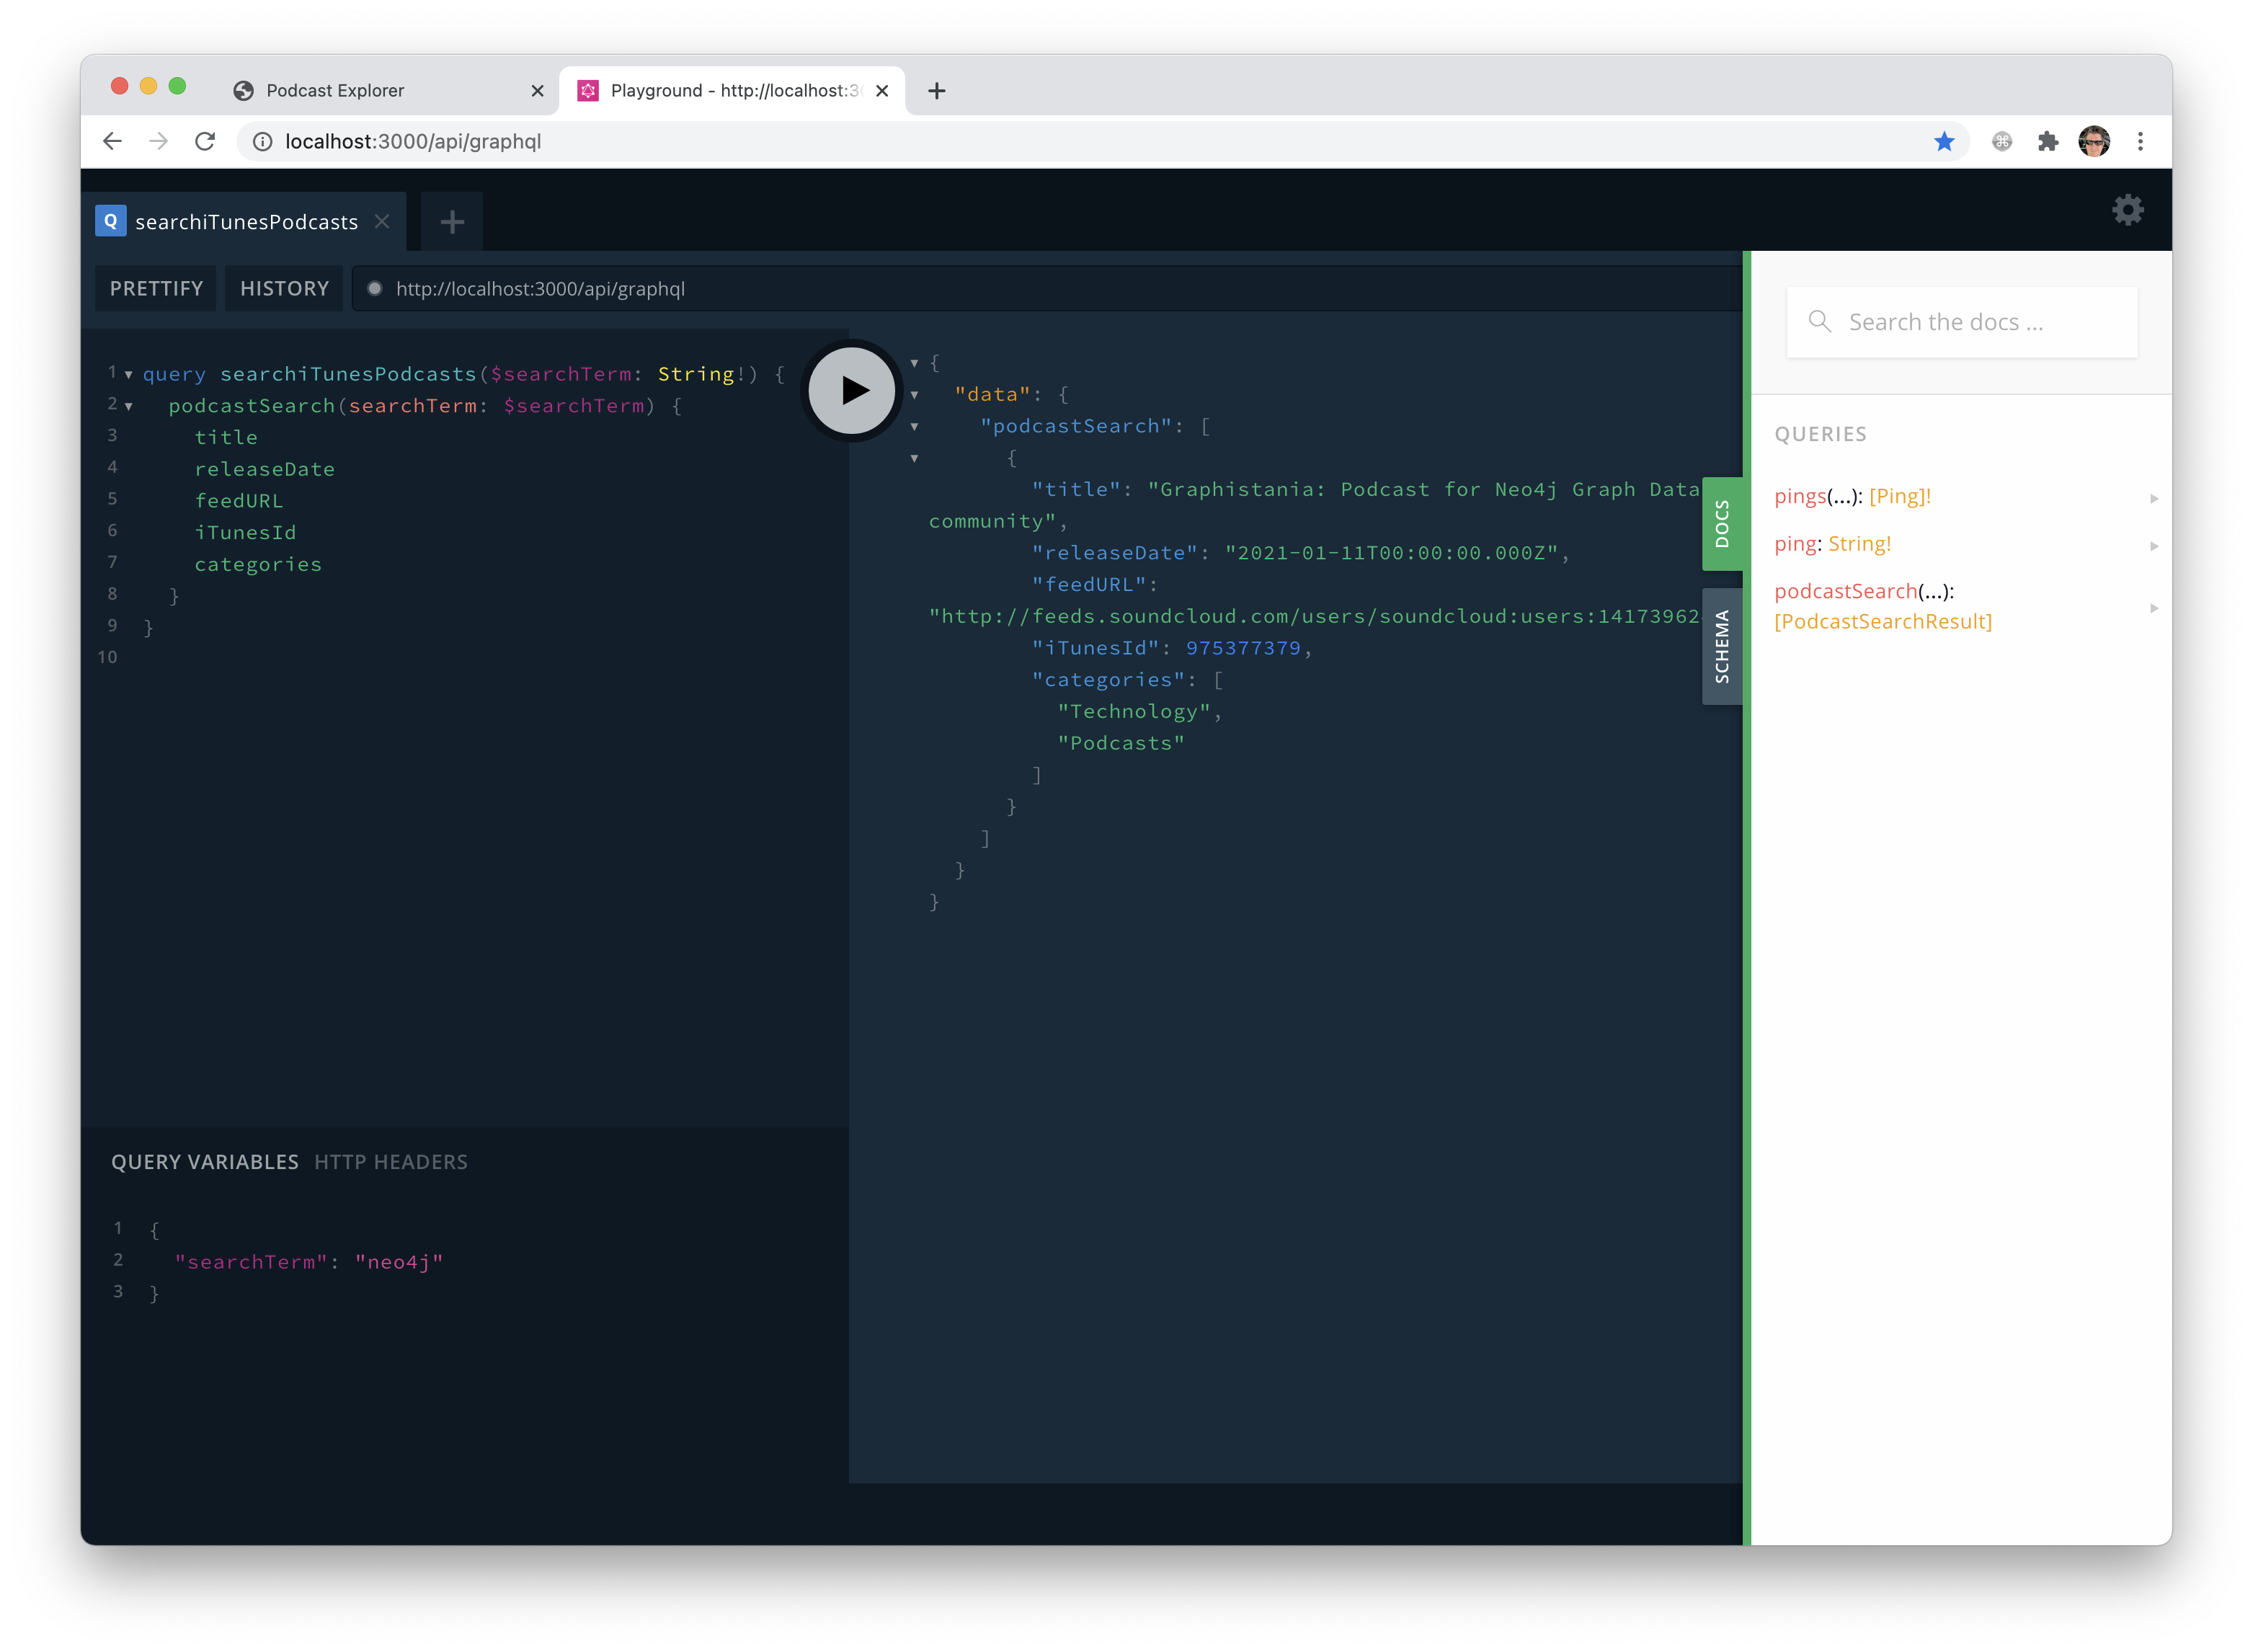 Podcast Explorer
Playground - http://localhost:3
localhost:3000/api/graphql
Q searchiTunesPodcasts
PRETTIFY HISTORY http://localhost:3000/api/graphql
1 query searchiTunesPodcasts($searchTerm: String!) {
2 podcastSearch(searchTerm: $searchTerm) {
3 title
4 releaseDate
5 feedURL
6 iTunesId
7 categories
8 }
9 }
10
QUERY VARIABLES HTTP HEADERS
1 {
2 "searchTerm": "neo4j"
3 }
{
"data": {
"podcastSearch": [
{
"title": "Graphistania: Podcast for Neo4j Graph Data
community",
"releaseDate": "2021-01-11T00:00:00.000Z",
"feedURL":
"http://feeds.soundcloud.com/users/soundcloud:users:14173962
"iTunesId": 975377379,
"categories": [
"Technology",
"Podcasts"
]
}
]
}
}
DOCS
SCHEMA
Search the docs ...
QUERIES
pings(...): [Ping]!
ping: String!
podcastSearch(...):
[PodcastSearchResult]